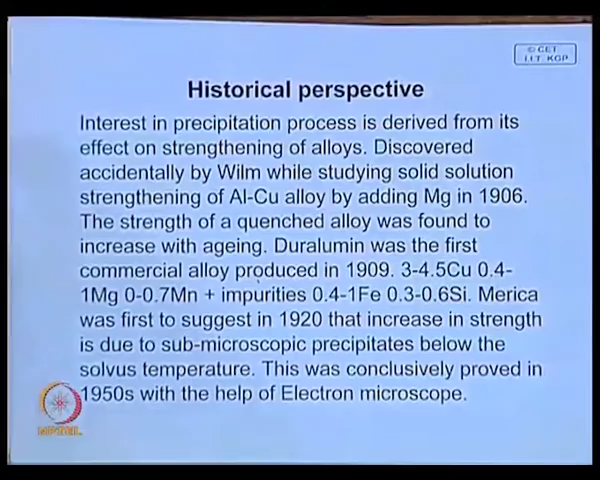 © CET
I.I.T. KGP
Historical perspective
Interest in precipitation process is derived from its
effect on strengthening of alloys. Discovered
accidentally by Wilm while studying solid solution
strengthening of Al-Cu alloy by adding Mg in 1906.
The strength of a quenched alloy was found to
increase with ageing. Duralumin was the first
commercial alloy produced in 1909. 3-4.5Cu 0.4-
1Mg 0-0.7Mn + impurities 0.4-1Fe 0.3-0.6Si. Merica
was first to suggest in 1920 that increase in strength
is due to sub-microscopic precipitates below the
solvus temperature. This was conclusively proved in
1950s with the help of Electron microscope.
NPTEL